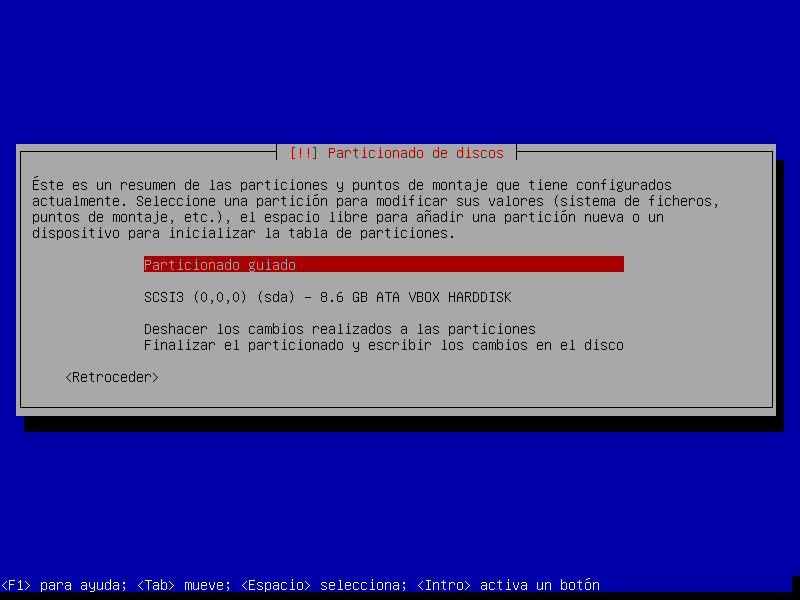 [!!] Particionado de discos
Éste es un resumen de las particiones y puntos de montaje que tiene configurados
actualmente. Seleccione una partición para modificar sus valores (sistema de ficheros,
puntos de montaje, etc.), el espacio libre para añadir una partición nueva o un
dispositivo para inicializar la tabla de particiones.
Particionado guiado
SCSI3 (0,0,0) (sda) - 8.6 GB ATA VBOX HARDDISK
Deshacer los cambios realizados a las particiones
Finalizar el particionado y escribir los cambios en el disco
<Retroceder>
<F1> para ayuda; <Tab> mueve; <Espacio> selecciona; <Intro> activa un botón